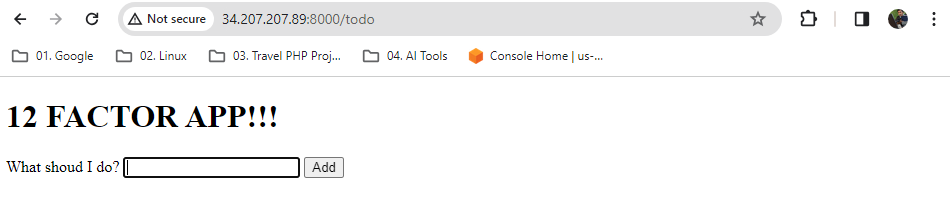 Not secure 34.207.207.89:8000/todo
01. Google 02. Linux 03. Travel PHP Proj... 04. AI Tools Console Home | us-...
12 FACTOR APP!!!
What shoud I do? Add